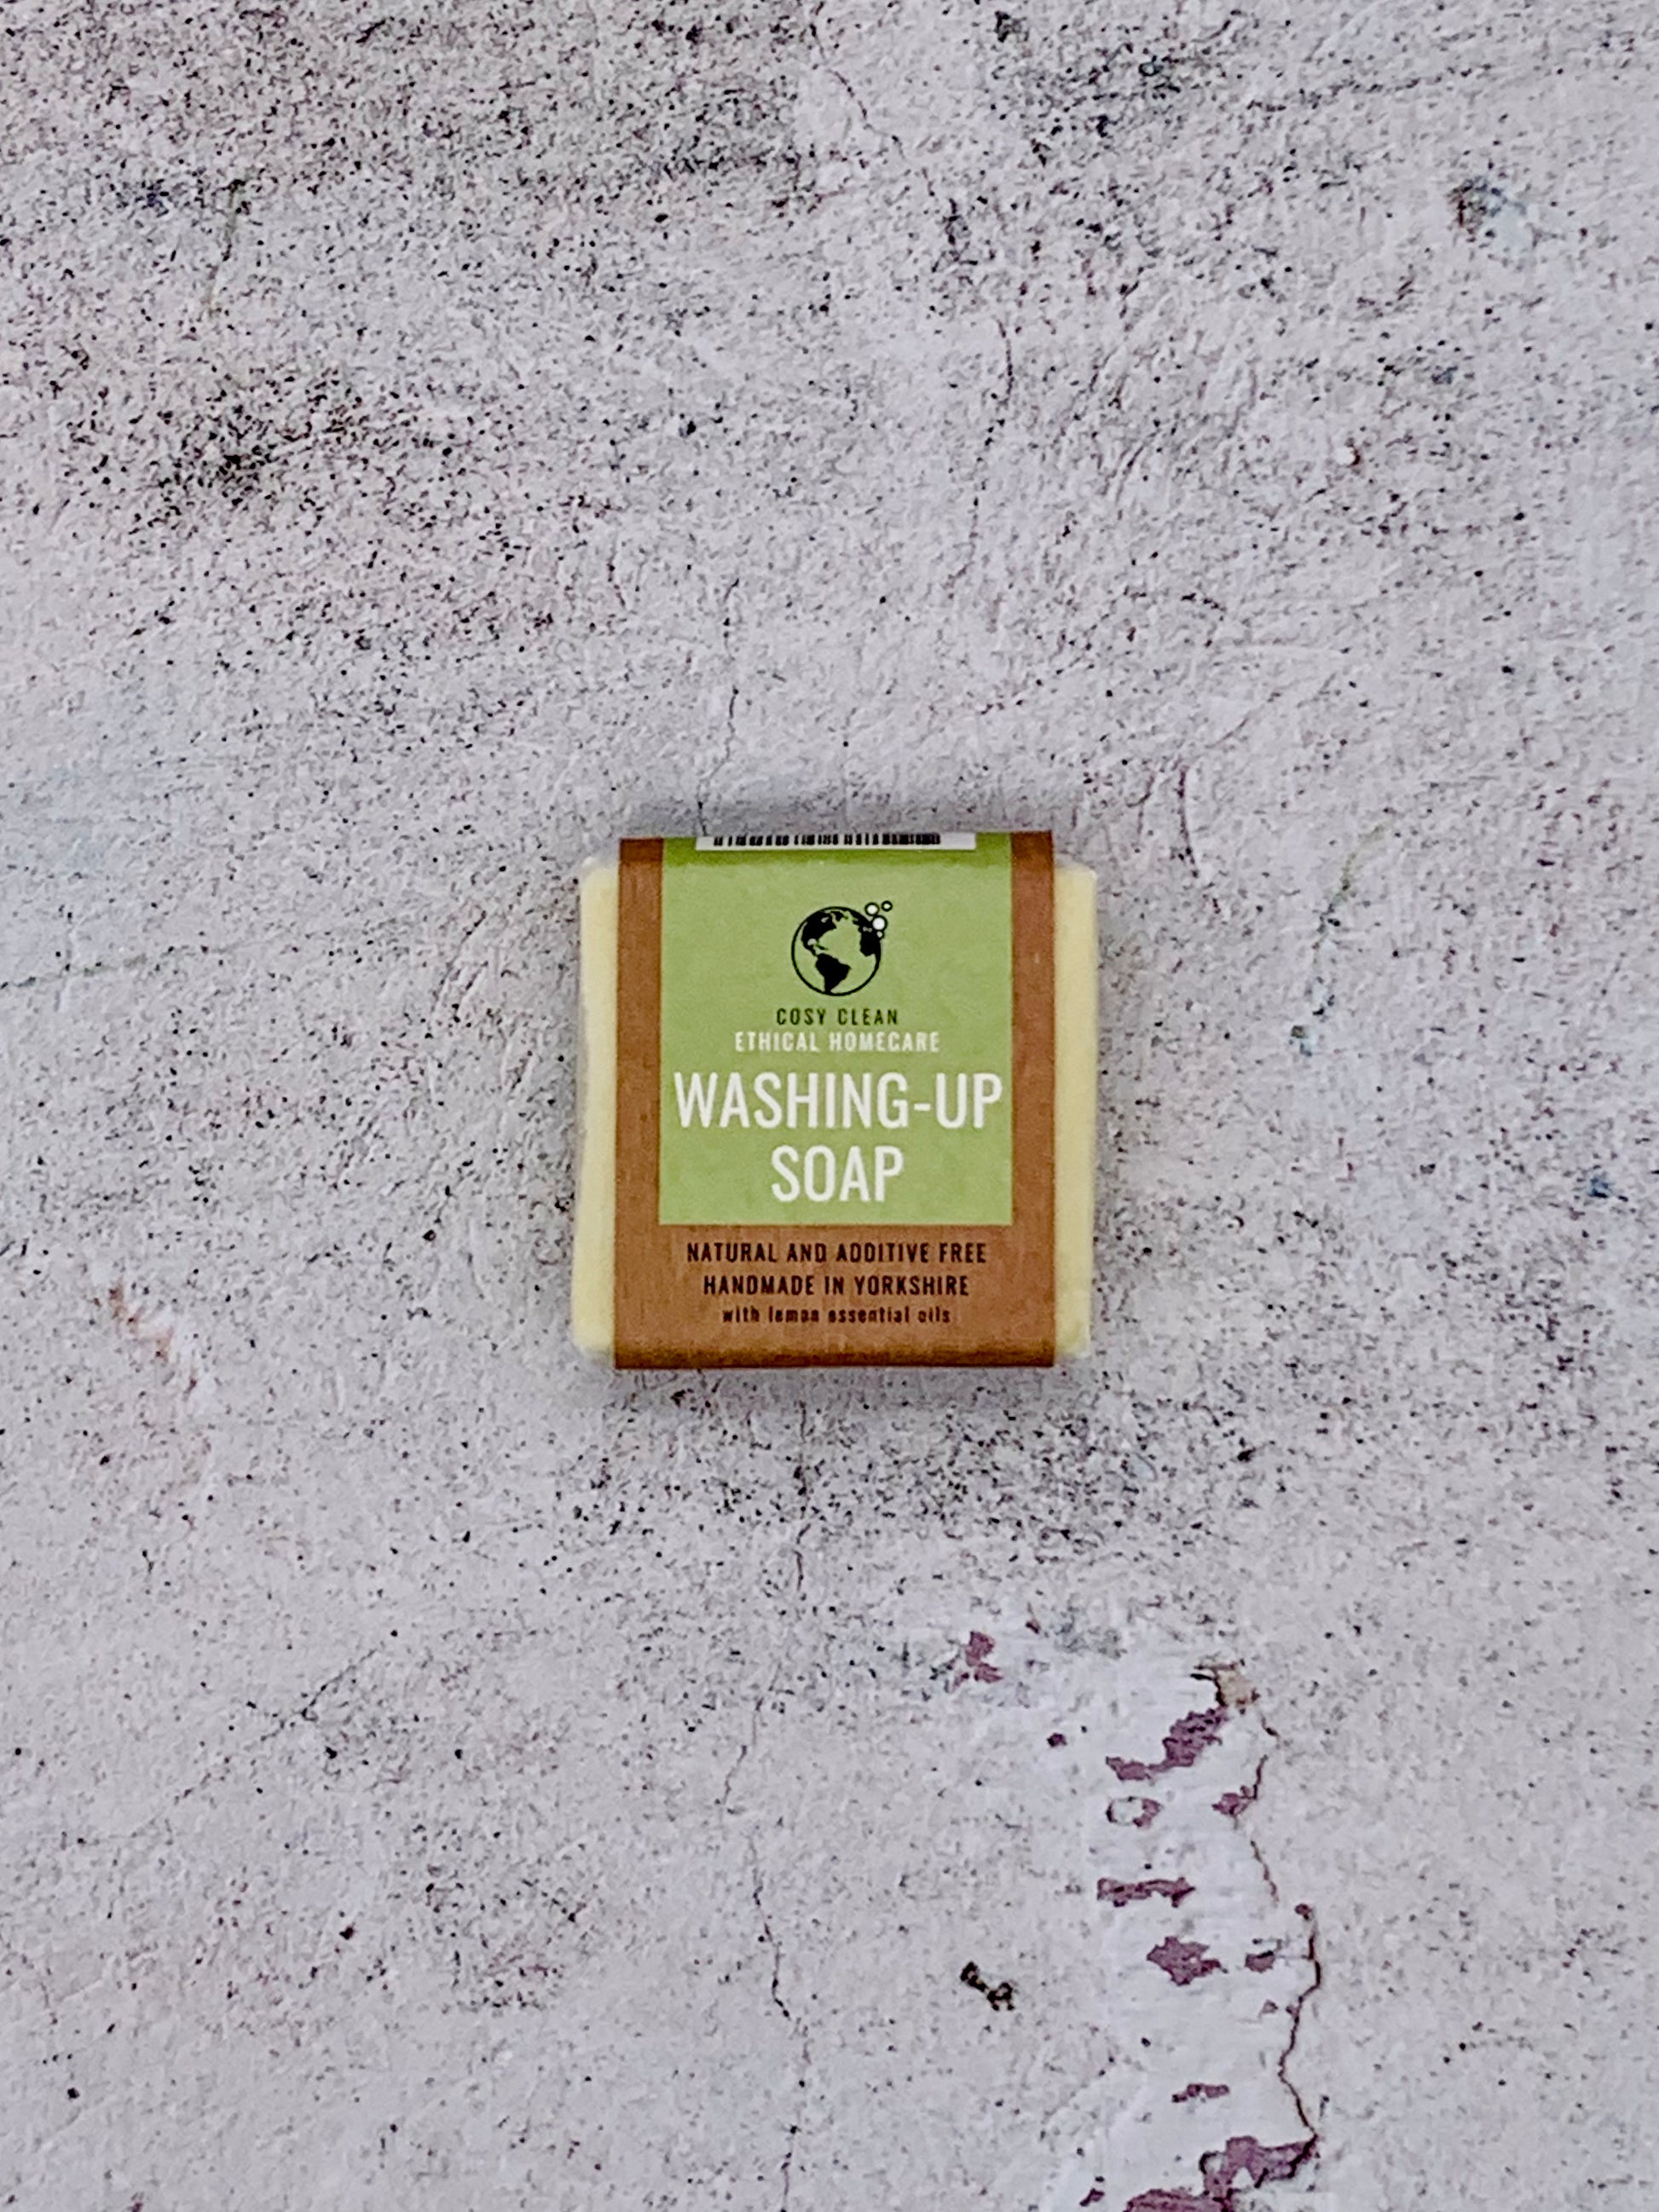 COSY CLEAN
ETHICAL HOMECARE
WASHING-UP
SOAP
NATURAL AND ADDITIVE FREE
HANDMADE IN YORKSHIRE
with lemon essential oils